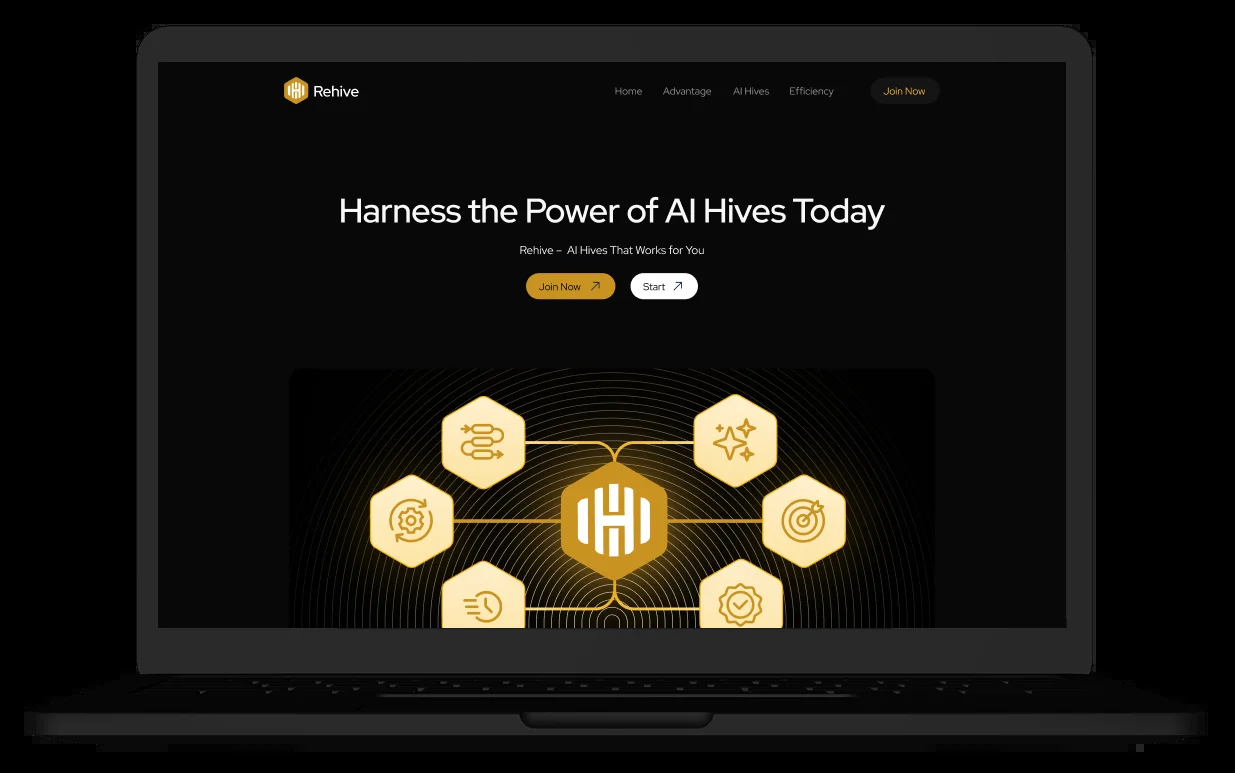 Rehive
Home Advantage AI Hives Efficiency Join Now
Harness the Power of AI Hives Today
Rehive – AI Hives That Works for You
Join Now Start